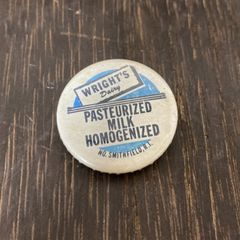 WRIGHT'S
Dairy
PASTEURIZED
MILK
HOMOGENIZED
NO. SMITHFIELD, R.I.